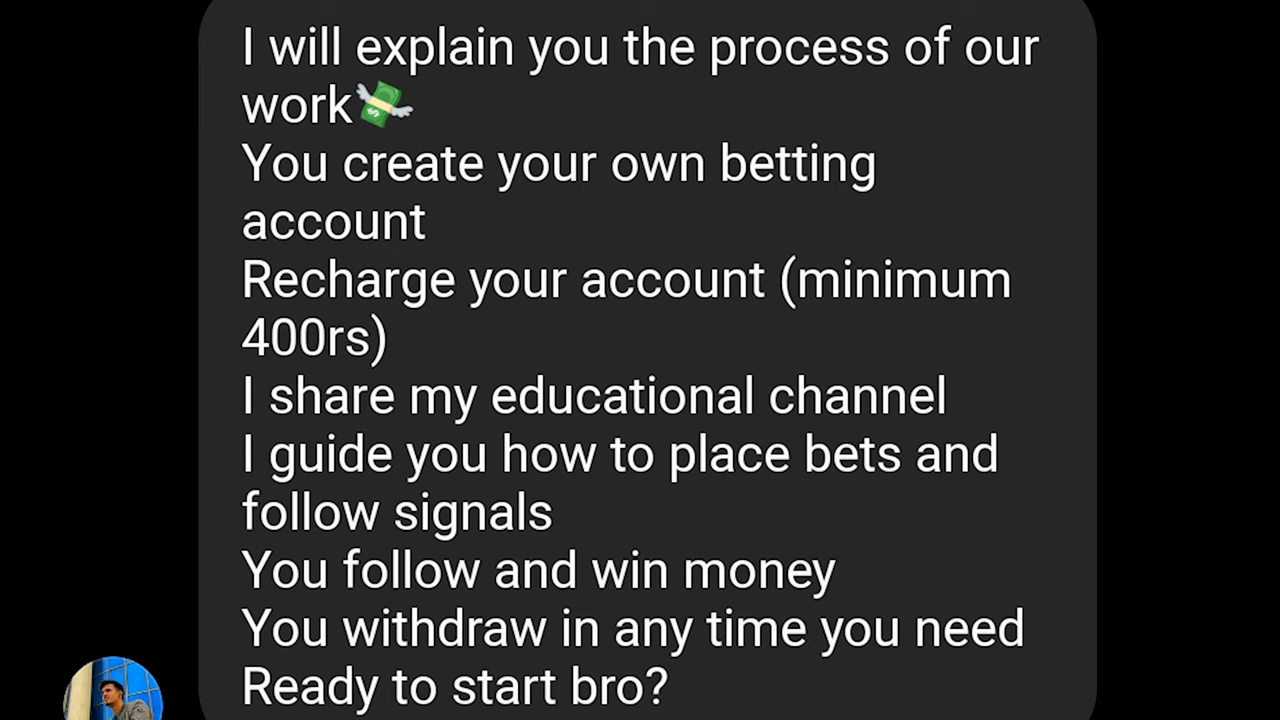 I will explain you the process of our
work💸
You create your own betting
account
Recharge your account (minimum
400rs)
I share my educational channel
I guide you how to place bets and
follow signals
You follow and win money
You withdraw in any time you need
Ready to start bro?